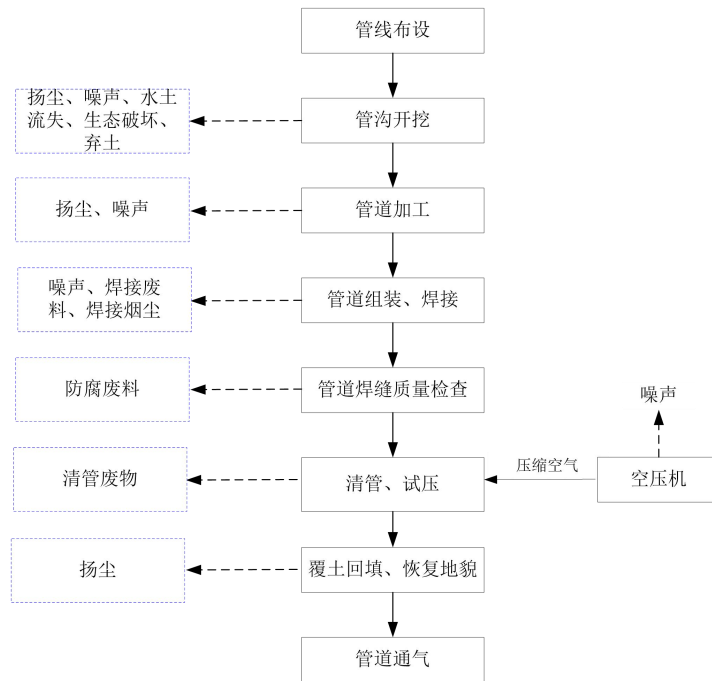 管线布设
扬尘、噪声、水土
流失、生态破坏、
弃土
管沟开挖
扬尘、噪声
管道加工
噪声、焊接废
料、焊接烟尘
管道组装、焊接
防腐废料
管道焊缝质量检查
噪声
清管废物
清管、试压
压缩空气
空压机
扬尘
覆土回填、恢复地貌
管道通气